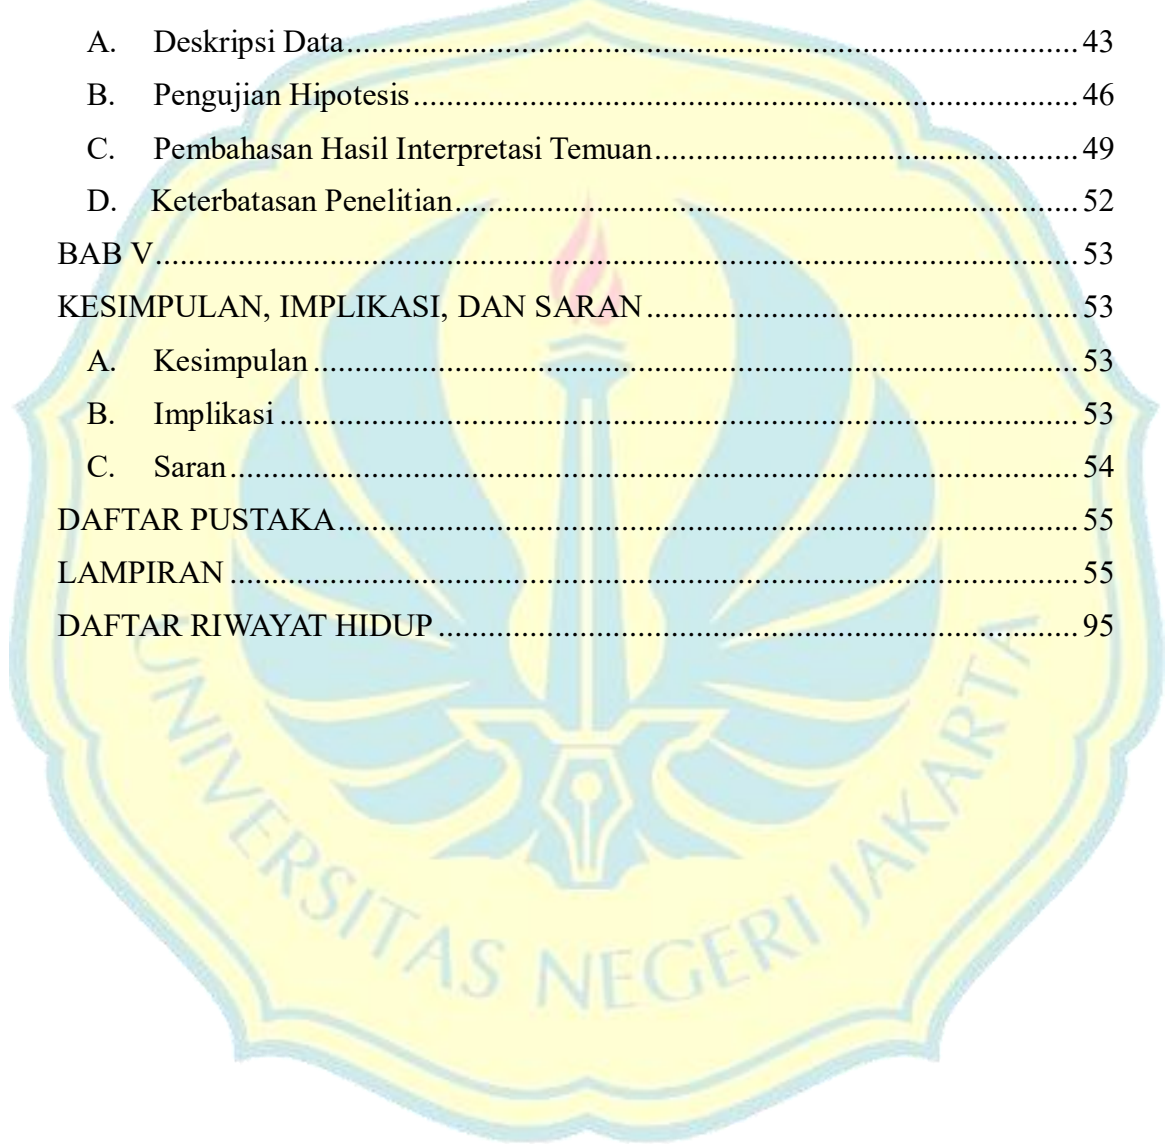 A. Deskripsi Data........................................................................................... 43
B. Pengujian Hipotesis................................................................................... 46
C. Pembahasan Hasil Interpretasi Temuan..................................................... 49
D. Keterbatasan Penelitian.............................................................................. 52
BAB V................................................................................................................... 53
KESIMPULAN, IMPLIKASI, DAN SARAN...................................................... 53
A. Kesimpulan................................................................................................ 53
B. Implikasi.................................................................................................... 53
C. Saran.......................................................................................................... 54
DAFTAR PUSTAKA............................................................................................ 55
LAMPIRAN.......................................................................................................... 55
DAFTAR RIWAYAT HIDUP................................................................................ 95
UNIVERSITAS NEGERI JAKARTA